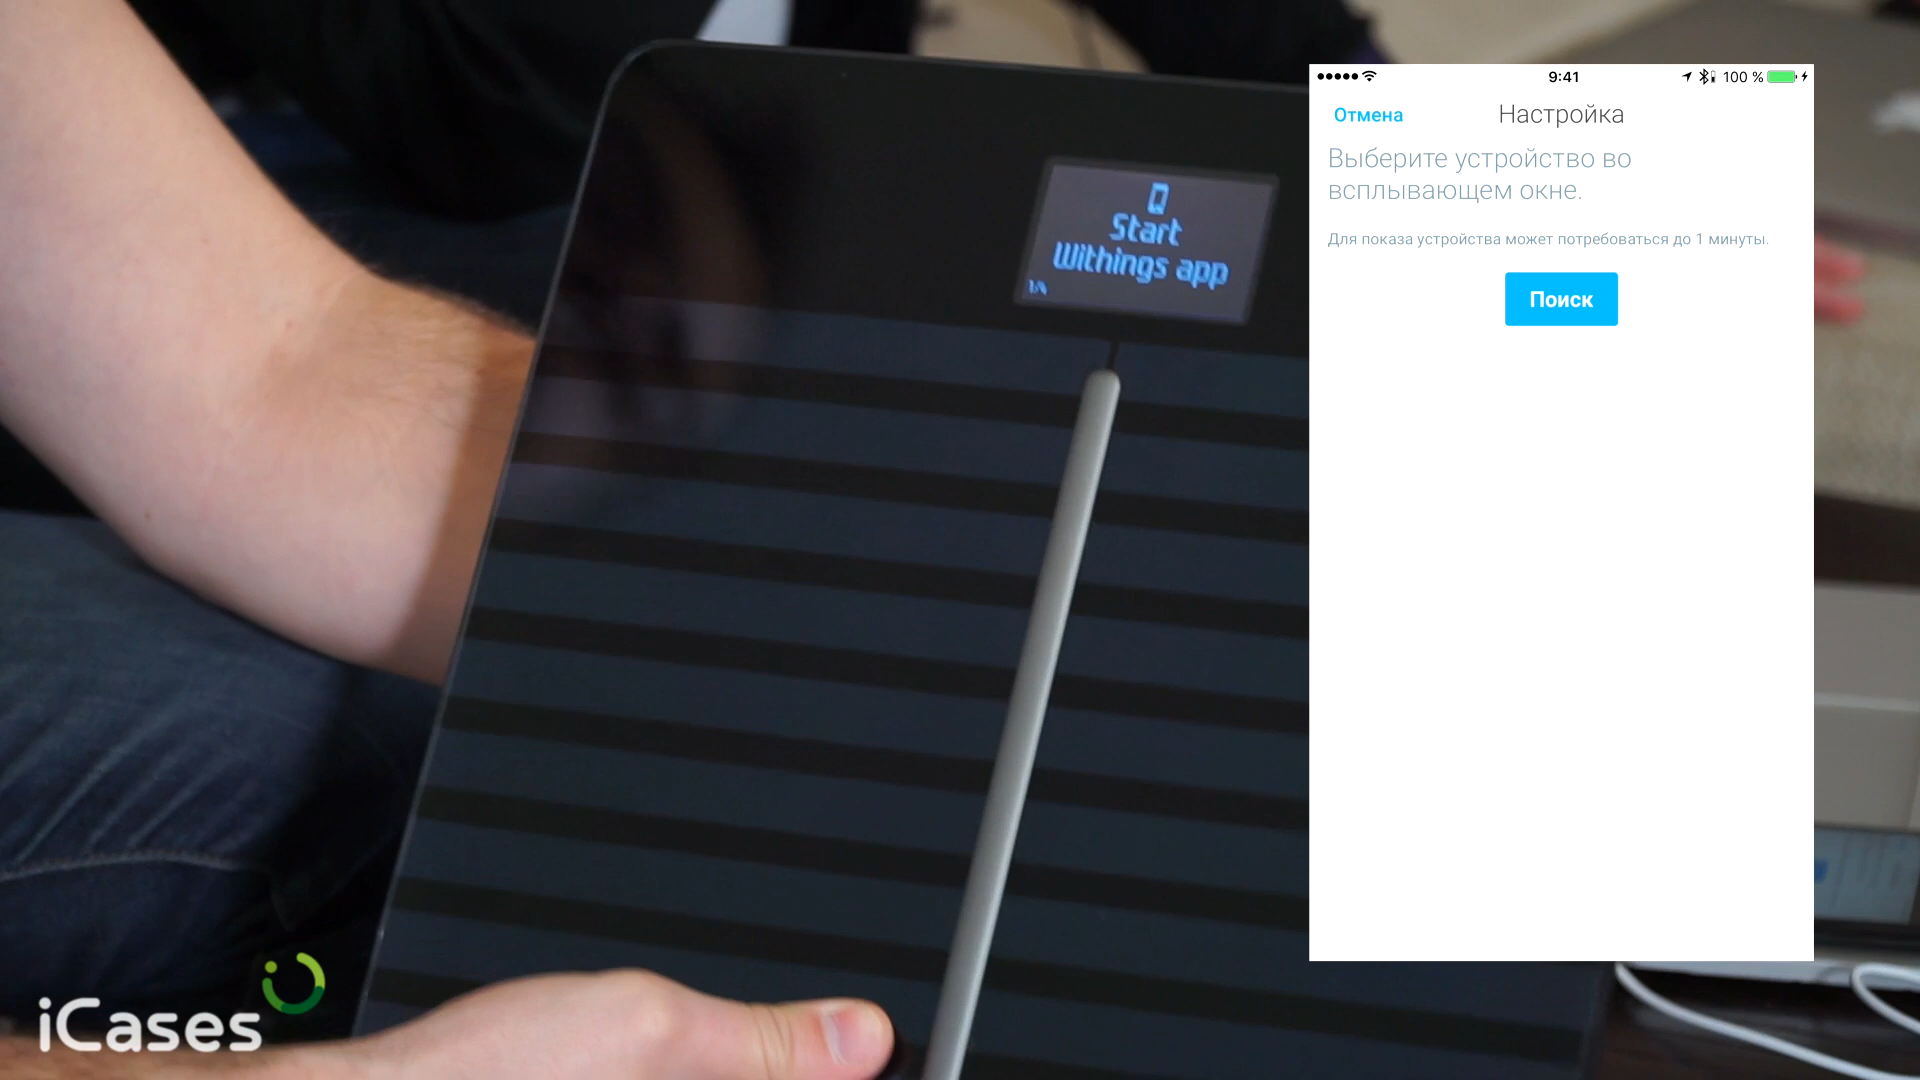 Start
Withings app
9:41
100 %
Отмена
Настройка
Выберите устройство во
всплывающем окне.
Для показа устройства может потребоваться до 1 минуты.
Поиск
iCases